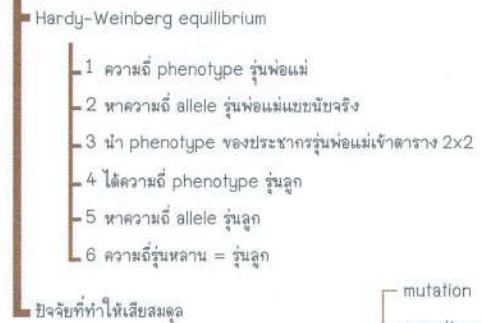 Hardy-Weinberg equilibrium
1 ความถี่ phenotype รุ่นพ่อแม่
2 หาความถี่ allele รุ่นพ่อแม่แบบนับจริง
3 นำ phenotype ของประชากรรุ่นพ่อแม่เข้าตาราง 2x2
4 ได้ความถี่ phenotype รุ่นลูก
5 หาความถี่ allele รุ่นลูก
6 ความถี่รุ่นหลาน = รุ่นลูก
mutation
ปัจจัยที่ทำให้เสียสมดุล